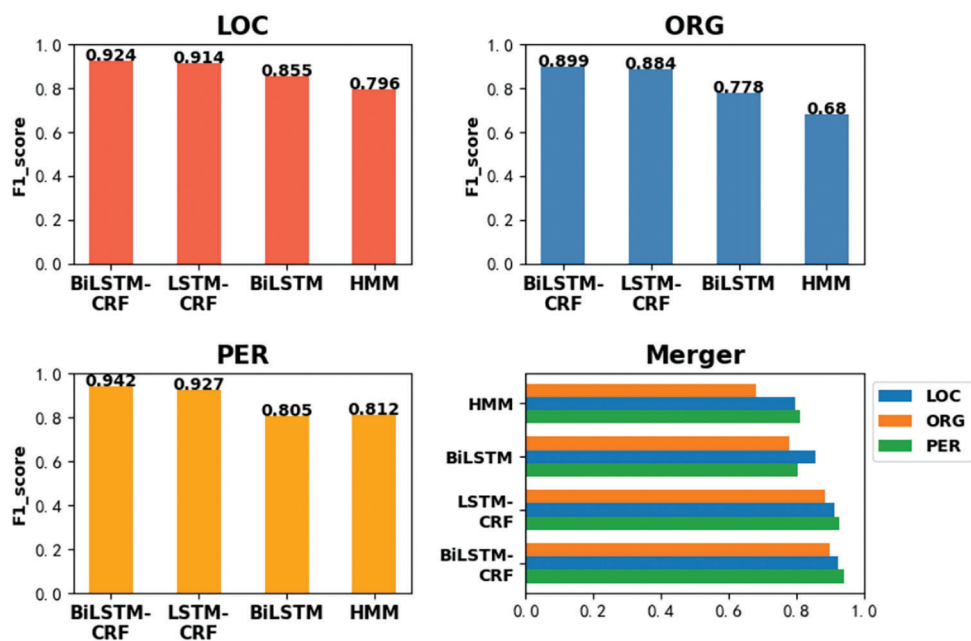 LOC
1.0
0.8
0.6
0.4
0.2
0.0
F1_score
0.924
0.914
0.855
0.796
BiLSTM-
CRF
LSTM-
CRF
BiLSTM
HMM
ORG
1.0
0.8
0.6
0.4
0.2
0.0
F1_score
0.899
0.884
0.778
0.68
BiLSTM-
CRF
LSTM-
CRF
BiLSTM
HMM
PER
1.0
0.8
0.6
0.4
0.2
0.0
F1_score
0.942
0.927
0.805
0.812
BiLSTM-
CRF
LSTM-
CRF
BiLSTM
HMM
Merger
HMM
BiLSTM
LSTM-
CRF
BiLSTM-
CRF
0.0
0.2
0.4
0.6
0.8
1.0
LOC
ORG
PER